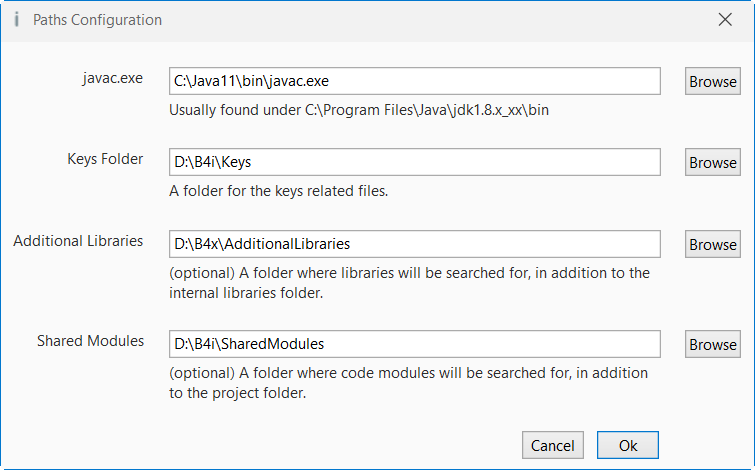 Paths Configuration
javac.exe
C:\Java11\bin\javac.exe
Browse
Usually found under C:\Program Files\Java\jdk1.8.x_xx\bin
Keys Folder
D:\B4i\Keys
Browse
A folder for the keys related files.
Additional Libraries
D:\B4x\AdditionalLibraries
Browse
(optional) A folder where libraries will be searched for, in addition to the
internal libraries folder.
Shared Modules
D:\B4i\SharedModules
Browse
(optional) A folder where code modules will be searched for, in addition
to the project folder.
Cancel
Ok